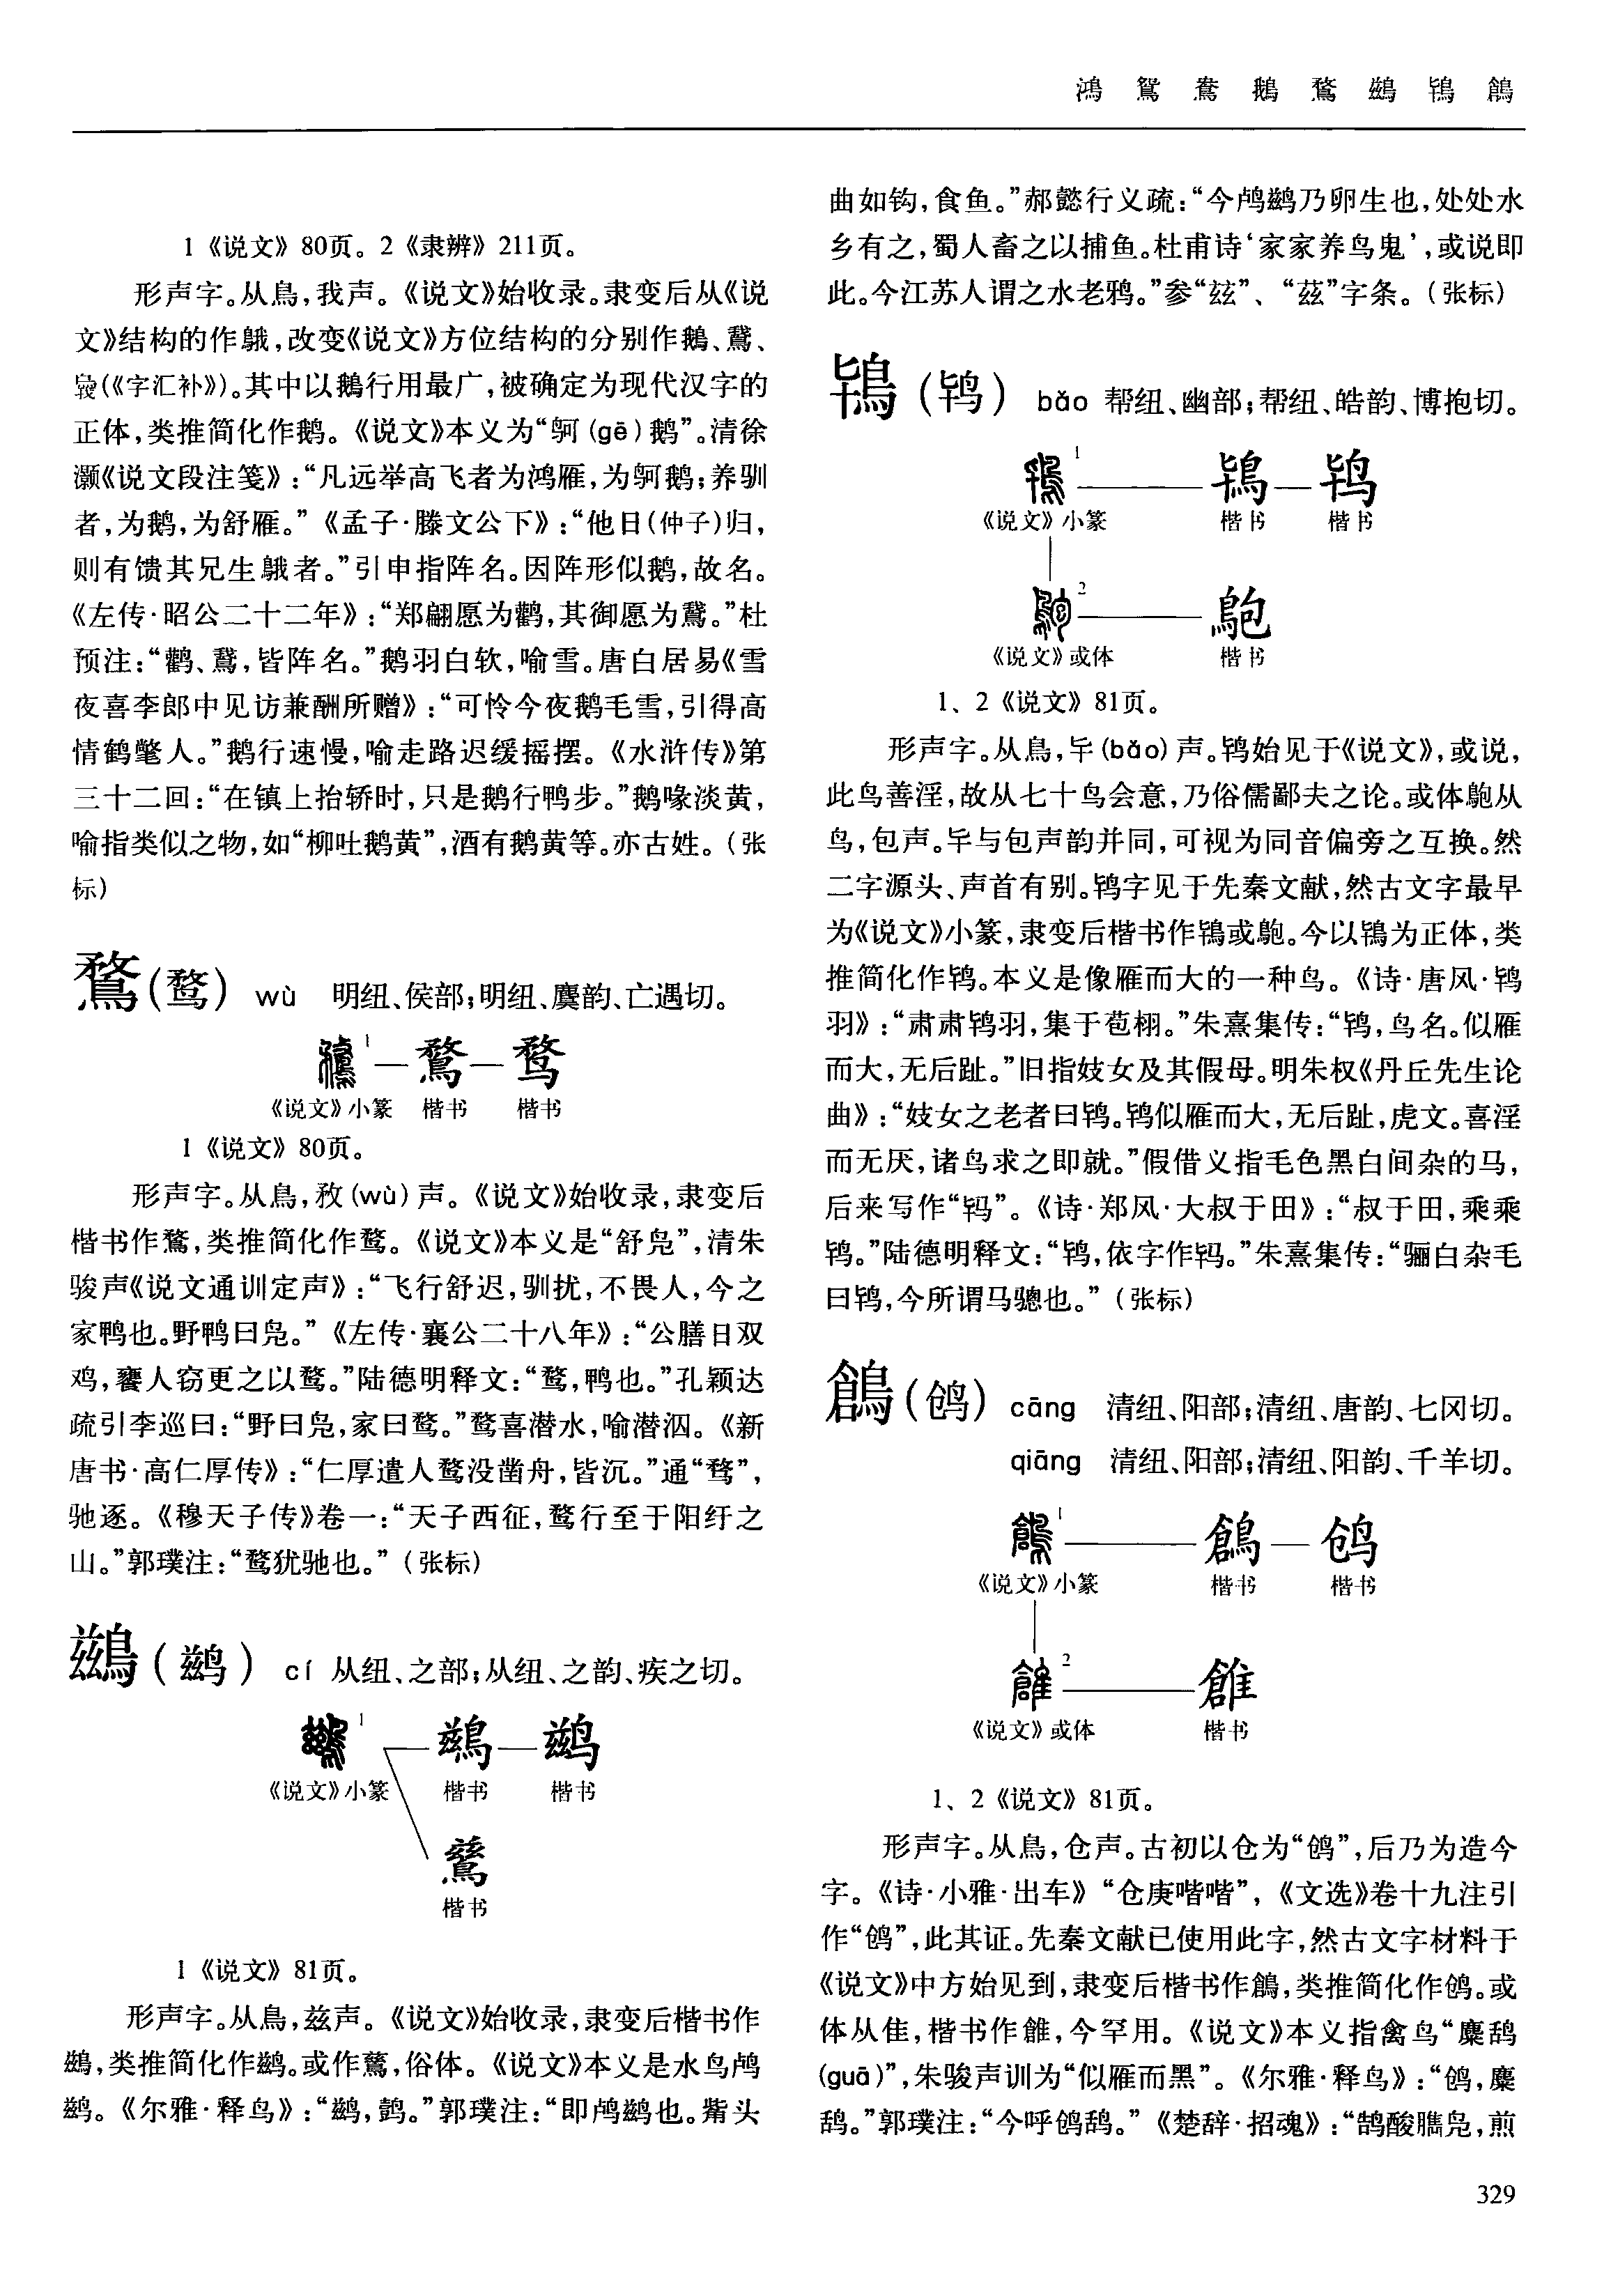 鴻 鴛 鴦 鵝 鶩 鷀 鴇 鶬
1《说文》80页。2《隶辨》211页。
形声字。从鳥,我声。《说文》始收录。隶变后从《说
文》结构的作䳘,改变《说文》方位结构的分别作鵝、鵞、
(《字汇补》)。其中以鵝行用最广,被确定为现代汉字的
正体,类推简化作鹅。《说文》本义为“䴕(gē)鹅”。清徐
灏《说文段注笺》:“凡远举高飞者为鸿雁,为鹅;养驯
者,为鹅,为舒雁。”《孟子·滕文公下》:“他日(仲子)归,
则有馈其兄生䳘者。”引申指阵名。因阵形似鹅,故名。
《左传·昭公二十二年》:“郑翩愿为鹳,其御愿为鵞。”杜
预注:“鹳、鵞,皆阵名。”鹅羽白软,喻雪。唐白居易《雪
夜喜李郎中见访兼酬所赠》:“可怜今夜鹅毛雪,引得高
情鹤氅人。”鹅行速慢,喻走路迟缓摇摆。《水浒传》第
三十二回:“在镇上抬轿时,只是鹅行鸭步。”鹅喙淡黄,
喻指类似之物,如“柳吐鹅黄”,酒有鹅黄等。亦古姓。(张
标)
鶩(鹜) wù 明纽、侯部;明纽、麌韵、亡遇切。
1 — 鶩 — 鹜
《说文》小篆 楷书 楷书
1《说文》80页。
形声字。从鳥,敄(wù)声。《说文》始收录,隶变后
楷书作鶩,类推简化作鹜。《说文》本义是“舒凫”,清朱
骏声《说文通训定声》:“飞行舒迟,驯扰,不畏人,今之
家鸭也。野鸭曰凫。”《左传·襄公二十八年》:“公膳日双
鸡,饔人窃更之以鹜。”陆德明释文:“鹜,鸭也。”孔颖达
疏引李巡曰:“野曰凫,家曰鹜。”鹜喜潜水,喻潜泅。《新
唐书·高仁厚传》:“仁厚遣人鹜没凿舟,皆沉。”通“骛”,
驰逐。《穆天子传》卷一:“天子西征,鹜行至于阳纡之
山。”郭璞注:“鹜犹驰也。”(张标)
鷀(鹚) cí 从纽、之部;从纽、之韵、疾之切。
1 鷀 — 鹚
《说文》小篆 楷书 楷书
鶿
楷书
1《说文》81页。
形声字。从鳥,兹声。《说文》始收录,隶变后楷书作
鷀,类推简化作鹚。或作鶿,俗体。《说文》本义是水鸟鸬
鹚。《尔雅·释鸟》:“鹚,鹢。”郭璞注:“即鸬鹚也。觜头
曲如钩,食鱼。”郝懿行义疏:“今鸬鹚乃卵生也,处处水
乡有之,蜀人畜之以捕鱼。杜甫诗‘家家养乌鬼’,或说即
此。今江苏人谓之水老鸦。”参“兹”、“茲”字条。(张标)
鴇(鸨) bǎo 帮纽、幽部;帮纽、皓韵、博抱切。
1 鴇 — 鸨
《说文》小篆 楷书 楷书
2 䳈
《说文》或体 楷书
1、2《说文》81页。
形声字。从鳥,𠤏(bǎo)声。鸨始见于《说文》,或说,
此鸟善淫,故从七十鸟会意,乃俗儒鄙夫之论。或体䳈从
鸟,包声。𠤏与包声韵并同,可视为同音偏旁之互换。然
二字源头、声首有别。鸨字见于先秦文献,然古文字最早
为《说文》小篆,隶变后楷书作鴇或䳈。今以鴇为正体,类
推简化作鸨。本义是像雁而大的一种鸟。《诗·唐风·鸨
羽》:“肃肃鸨羽,集于苞栩。”朱熹集传:“鸨,鸟名。似雁
而大,无后趾。”旧指妓女及其假母。明朱权《丹丘先生论
曲》:“妓女之老者曰鸨。鸨似雁而大,无后趾,虎文。喜淫
而无厌,诸鸟求之即就。”假借义指毛色黑白间杂的马,
后来写作“”。《诗·郑风·大叔于田》:“叔于田,乘乘
鸨。”陆德明释文:“鸨,依字作。”朱熹集传:“骊白杂毛
曰鸨,今所谓马骢也。”(张标)
鶬(鸧) cāng 清纽、阳部;清纽、唐韵、七冈切。
qiāng 清纽、阳部;清纽、阳韵、千羊切。
1 鶬 — 鸧
《说文》小篆 楷书 楷书
2 雜
《说文》或体 楷书
1、2《说文》81页。
形声字。从鳥,仓声。古初以仓为“鸧”,后乃为造今
字。《诗·小雅·出车》“仓庚喈喈”,《文选》卷十九注引
作“鸧”,此其证。先秦文献已使用此字,然古文字材料于
《说文》中方始见到,隶变后楷书作鶬,类推简化作鸧。或
体从隹,楷书作,今罕用。《说文》本义指禽鸟“麋鸹
(guā)”,朱骏声训为“似雁而黑”。《尔雅·释鸟》:“鸧,麋
鸹。”郭璞注:“今呼鸧鸹。”《楚辞·招魂》:“鹄酸臇凫,煎
329